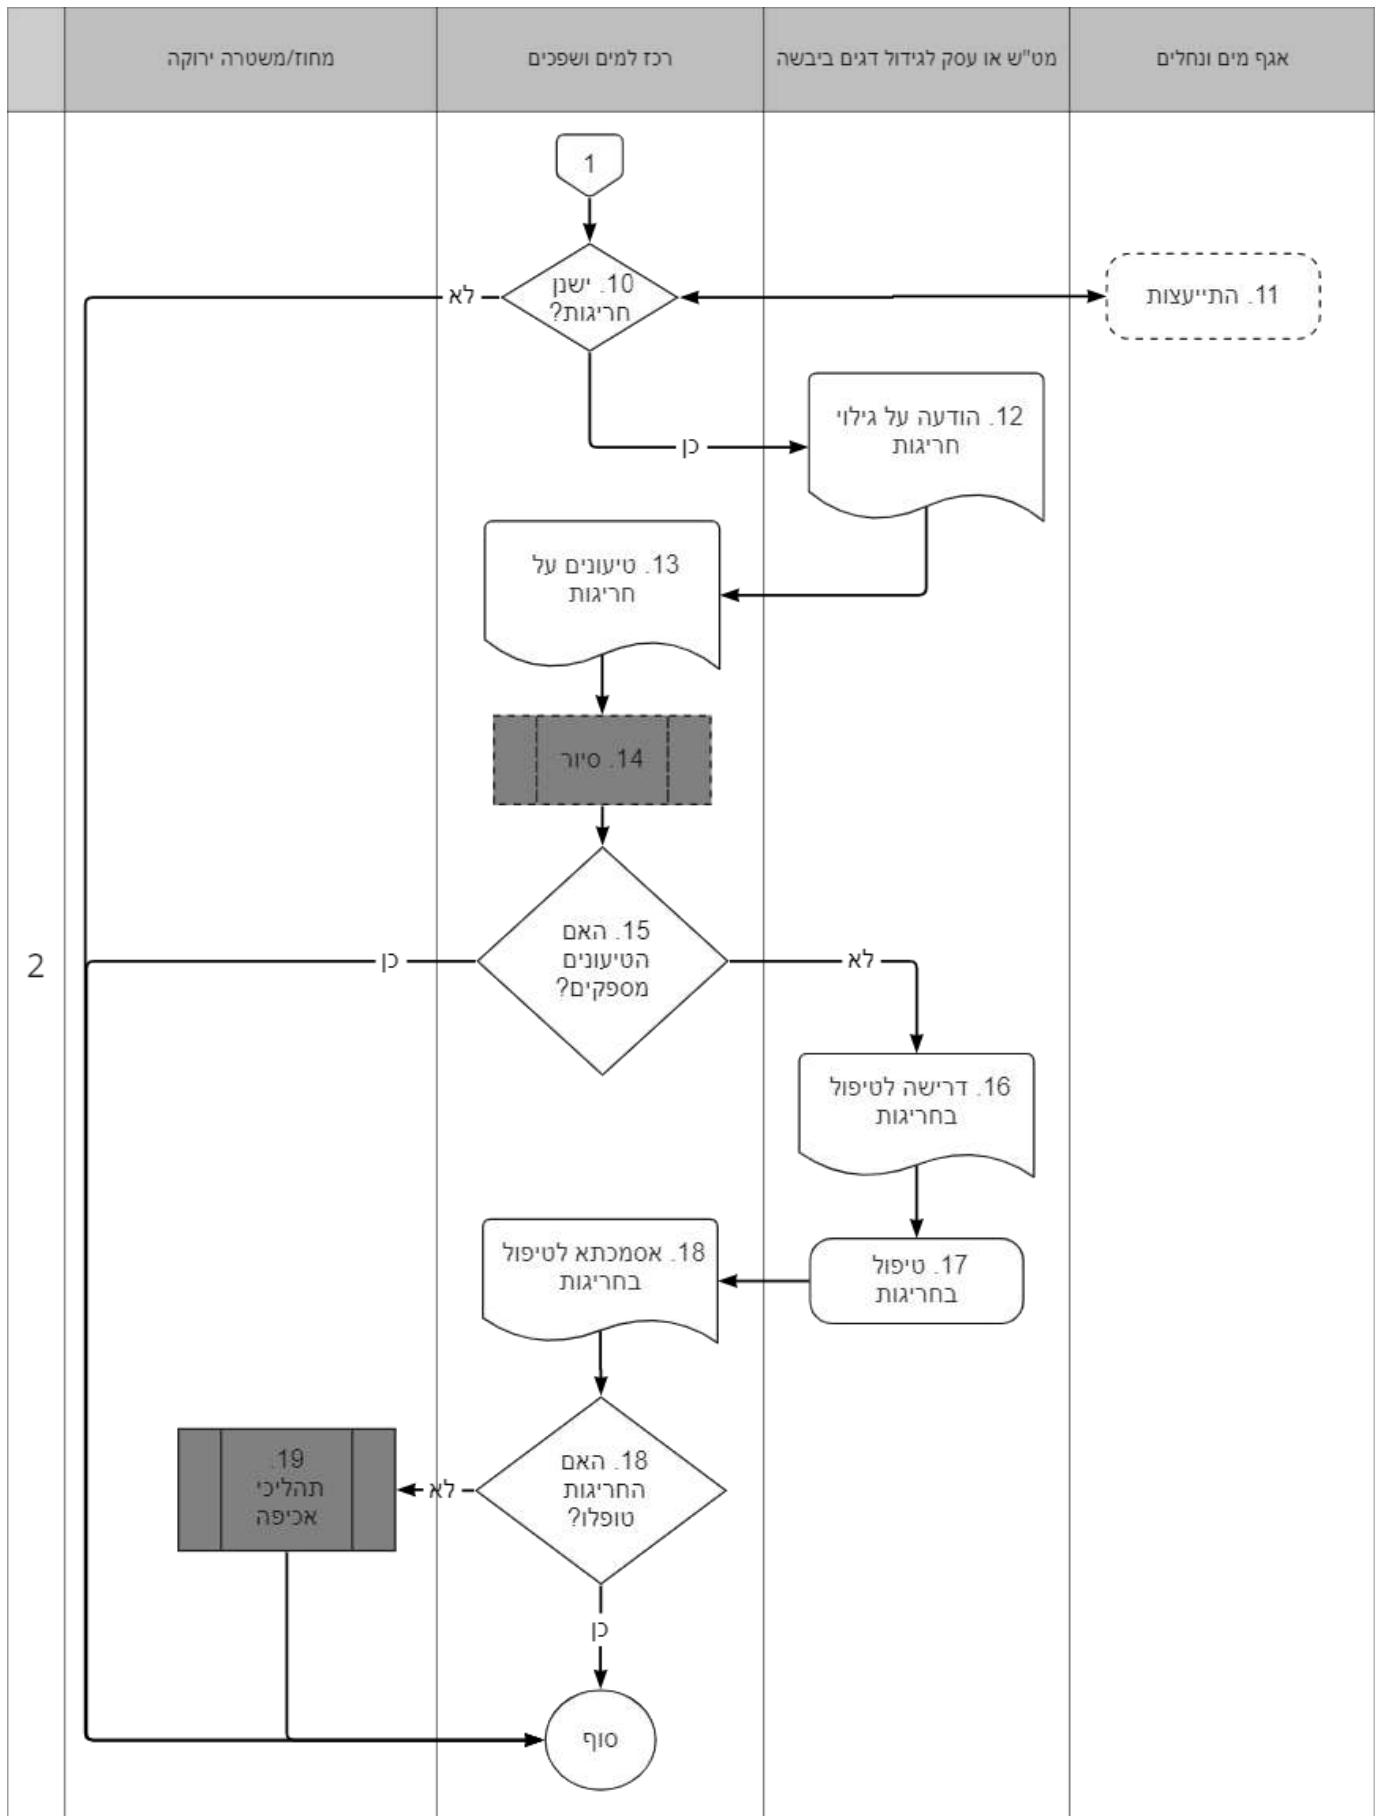 אגף מים ונחלים
מט"ש או עסק לגידול דגים ביבשה
רכז למים ושפכים
מחוז/משטרה ירוקה
1
10. ישנן
חריגות?
לא
11. התייעצות
כן
12. הודעה על גילוי
חריגות
13. טיעונים על
חריגות
14. סיור
2
15. האם
הטיעונים
מספקים?
לא
כן
16. דרישה לטיפול
בחריגות
17. טיפול
בחריגות
18. אסמכתא לטיפול
בחריגות
18. האם
החריגות
טופלו?
לא
19.
תהליכי
אכיפה
כן
סוף